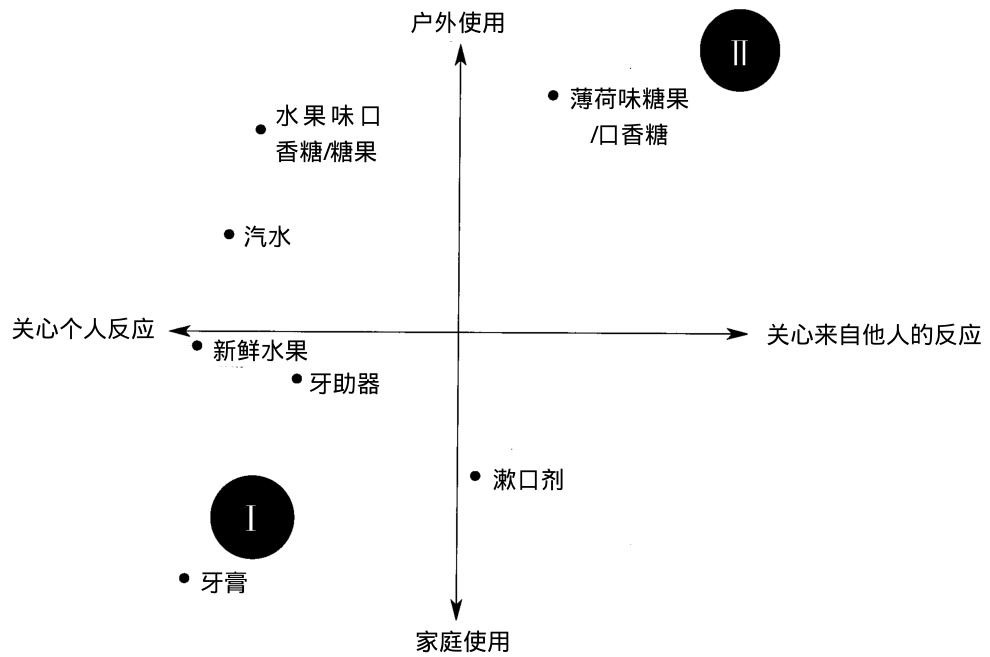 户外使用
II
薄荷味糖果
/口香糖
水果味口
香糖/糖果
汽水
关心个人反应
关心来自他人的反应
新鲜水果
牙助器
漱口剂
I
牙膏
家庭使用